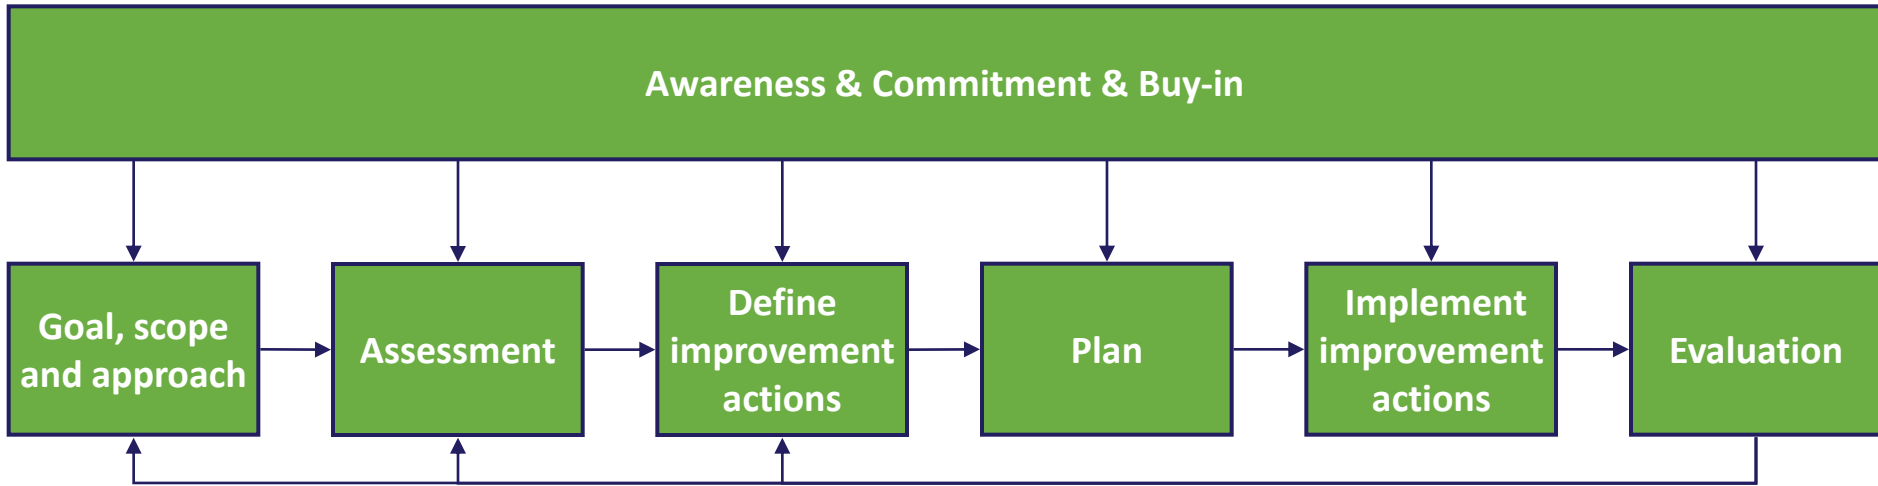 Awareness & Commitment & Buy-in
Goal, scope
and approach
Assessment
Define
improvement
actions
Plan
Implement
improvement
actions
Evaluation